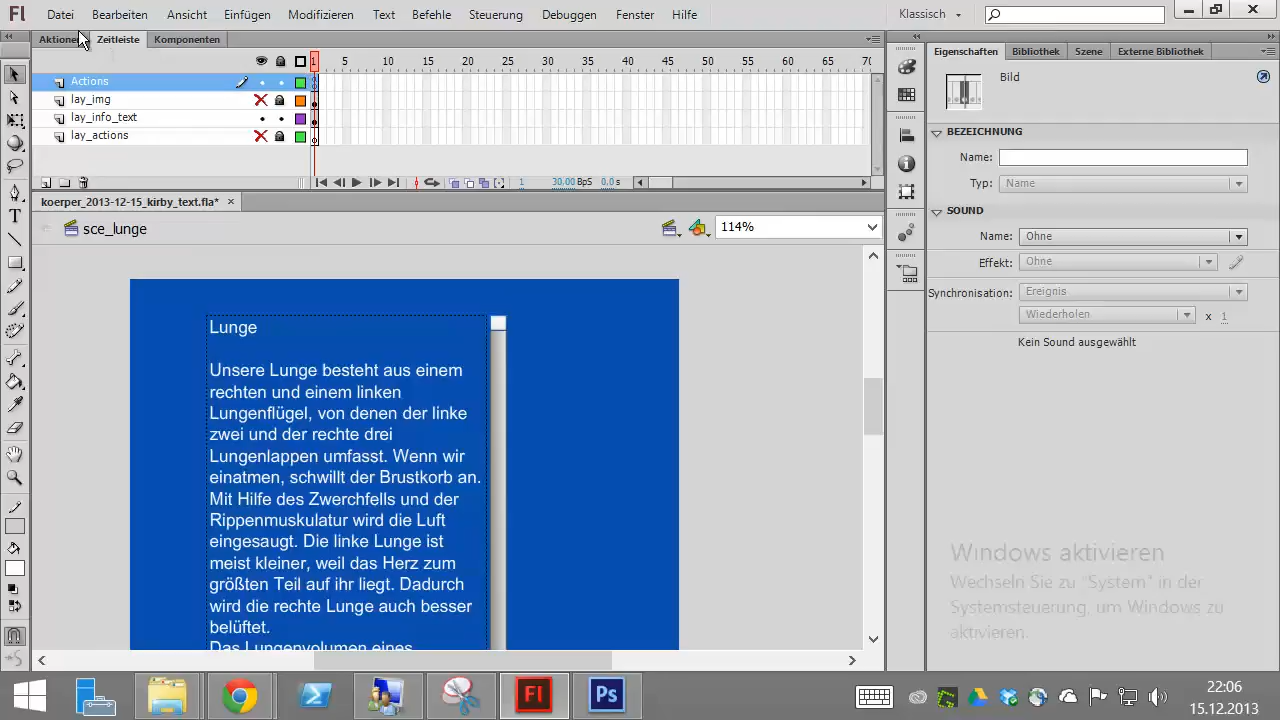 Fl Datei Bearbeiten Ansicht Einfügen Modifizieren Text Befehle Steuerung Debuggen Fenster Hilfe Klassisch
Zeitleiste Komponenten
1 5 10 15 20 25 30 35 40 45 50 55 60 65 70
Actions
lay_img
lay_info_text
lay_actions
1 30,00 BpS 0,0 s
koerper_2013-12-15_kirby_text.fla*
sce_lunge 114%
Lunge
Unsere Lunge besteht aus einem
rechten und einem linken
Lungenflügel, von denen der linke
zwei und der rechte drei
Lungenlappen umfasst. Wenn wir
einatmen, schwillt der Brustkorb an.
Mit Hilfe des Zwerchfells und der
Rippenmuskulatur wird die Luft
eingesaugt. Die linke Lunge ist
meist kleiner, weil das Herz zum
größten Teil auf ihr liegt. Dadurch
wird die rechte Lunge auch besser
belüftet.
Das Lungenvolumen eines
Eigenschaften Bibliothek Szene Externe Bibliothek
Bild
BEZEICHNUNG
Name:
Typ: Name
SOUND
Name: Ohne
Effekt: Ohne
Synchronisation: Ereignis
Wiederholen x 1
Kein Sound ausgewählt
Windows aktivieren
Wechseln Sie zu "System" in der
Systemsteuerung, um Windows zu
aktivieren.
Fl Ps
22:06
15.12.2013